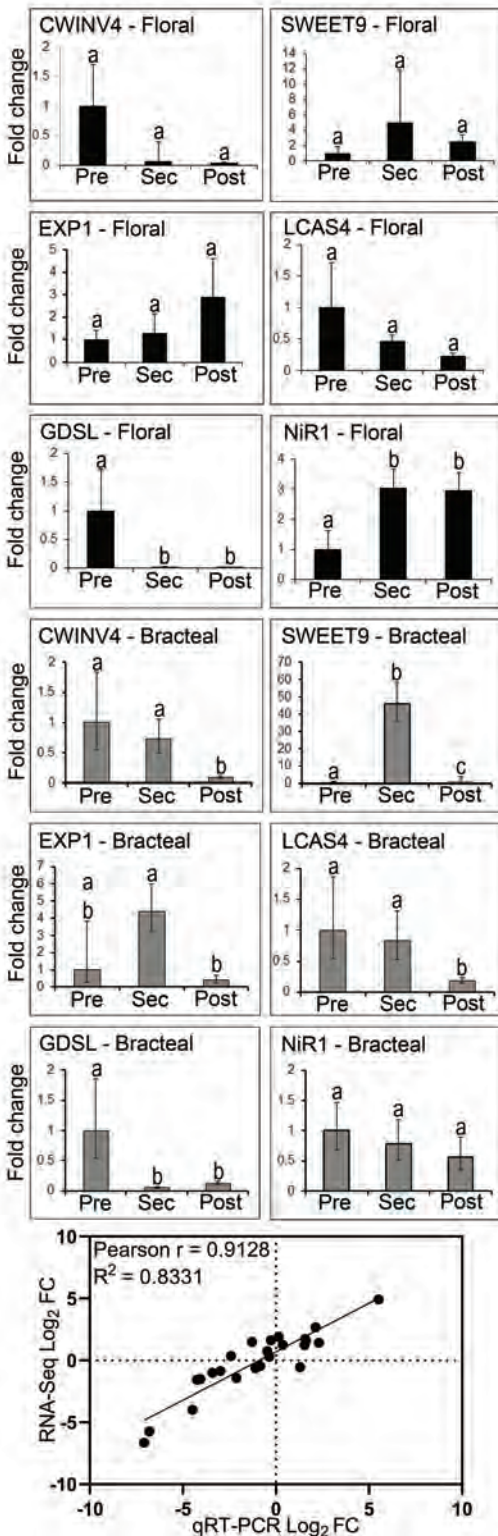 CWINV4 - Floral
Fold change
2
1.5
1
0.5
0
a a a
Pre Sec Post
SWEET9 - Floral
14
12
10
8
6
4
2
0
a a a
Pre Sec Post
EXP1 - Floral
Fold change
5
4
3
2
1
0
a a a
Pre Sec Post
LCAS4 - Floral
2
1.5
1
0.5
0
a a a
Pre Sec Post
GDSL - Floral
Fold change
2
1.5
1
0.5
0
a b b
Pre Sec Post
NiR1 - Floral
4
3
2
1
0
a b b
Pre Sec Post
CWINV4 - Bracteal
Fold change
2
1.5
1
0.5
0
a a b
Pre Sec Post
SWEET9 - Bracteal
70
60
50
40
30
20
10
0
a b c
Pre Sec Post
EXP1 - Bracteal
Fold change
7
6
5
4
3
2
1
0
a a
b b
Pre Sec Post
LCAS4 - Bracteal
2
1.5
1
0.5
0
a a b
Pre Sec Post
GDSL - Bracteal
Fold change
2
1.5
1
0.5
0
a b b
Pre Sec Post
NiR1 - Bracteal
2
1.5
1
0.5
0
a a a
Pre Sec Post
Pearson r = 0.9128
R² = 0.8331
RNA-Seq Log₂ FC
10
5
0
-5
-10
-10 -5 0 5 10
qRT-PCR Log₂ FC